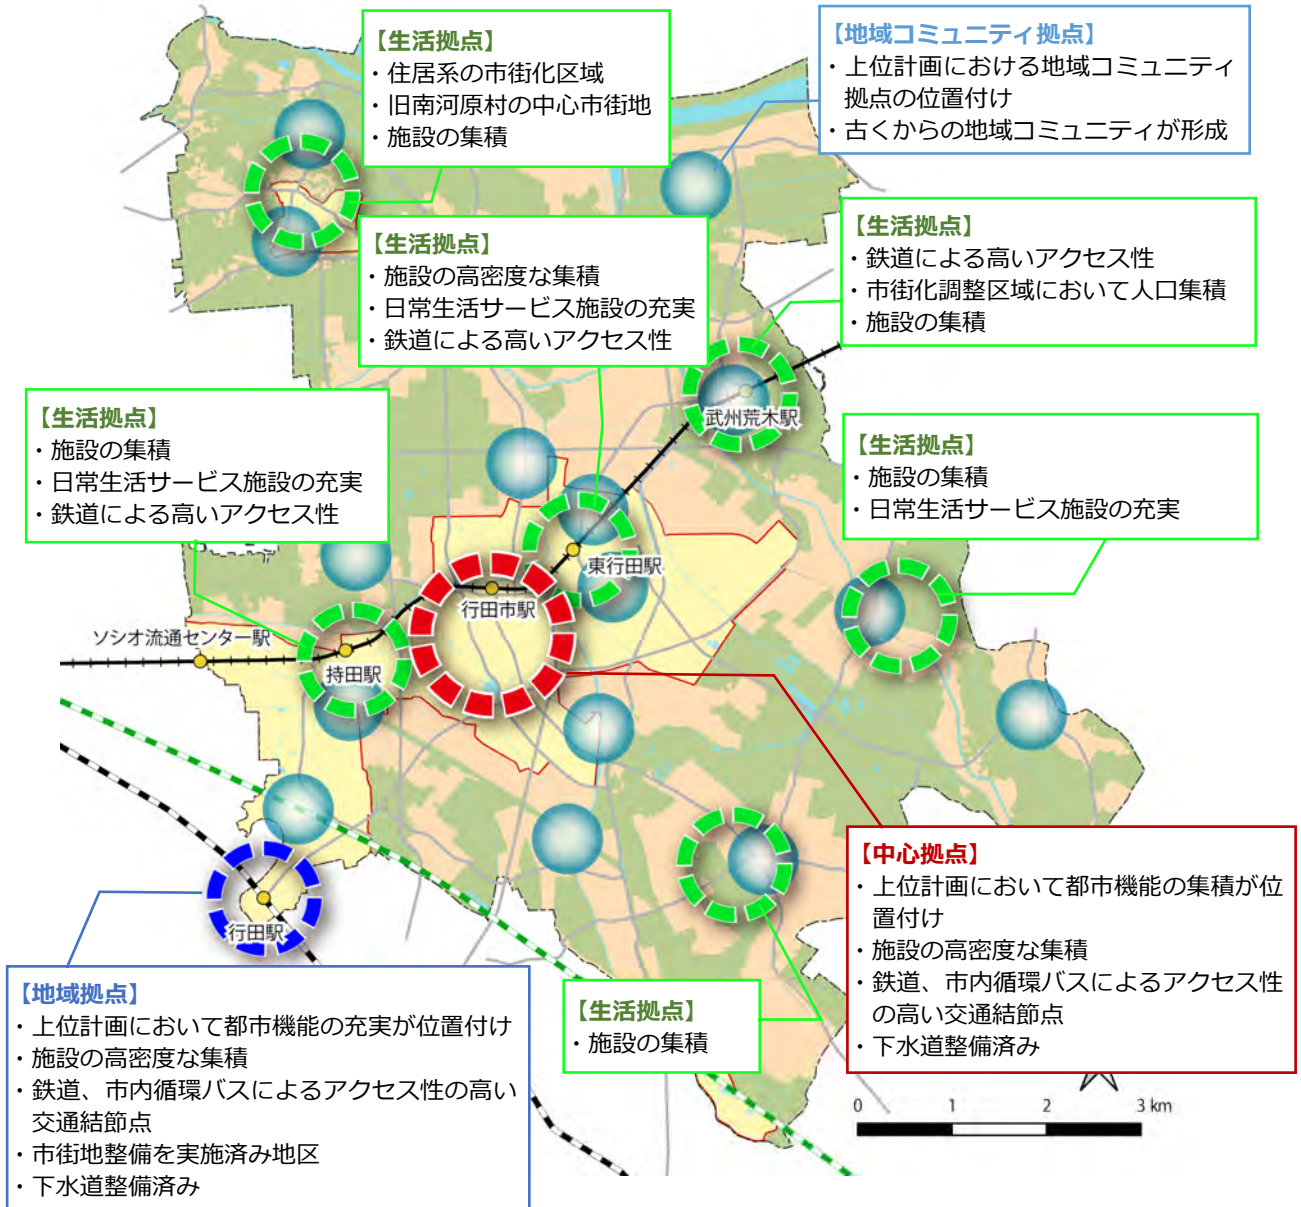 【生活拠点】
・住居系の市街化区域
・旧南河原村の中心市街地
・施設の集積
【地域コミュニティ拠点】
・上位計画における地域コミュニティ
拠点の位置付け
・古くからの地域コミュニティが形成
【生活拠点】
・施設の高密度な集積
・日常生活サービス施設の充実
・鉄道による高いアクセス性
【生活拠点】
・鉄道による高いアクセス性
・市街化調整区域において人口集積
・施設の集積
【生活拠点】
・施設の集積
・日常生活サービス施設の充実
・鉄道による高いアクセス性
【生活拠点】
・施設の集積
・日常生活サービス施設の充実
武州荒木駅
東行田駅
行田市駅
ソシオ流通センター駅
持田駅
行田駅
【中心拠点】
・上位計画において都市機能の集積が位
置付け
・施設の高密度な集積
・鉄道、市内循環バスによるアクセス性
の高い交通結節点
・下水道整備済み
【地域拠点】
・上位計画において都市機能の充実が位置付け
・施設の高密度な集積
・鉄道、市内循環バスによるアクセス性の高い
交通結節点
・市街地整備を実施済み地区
・下水道整備済み
【生活拠点】
・施設の集積
0 1 2 3 km